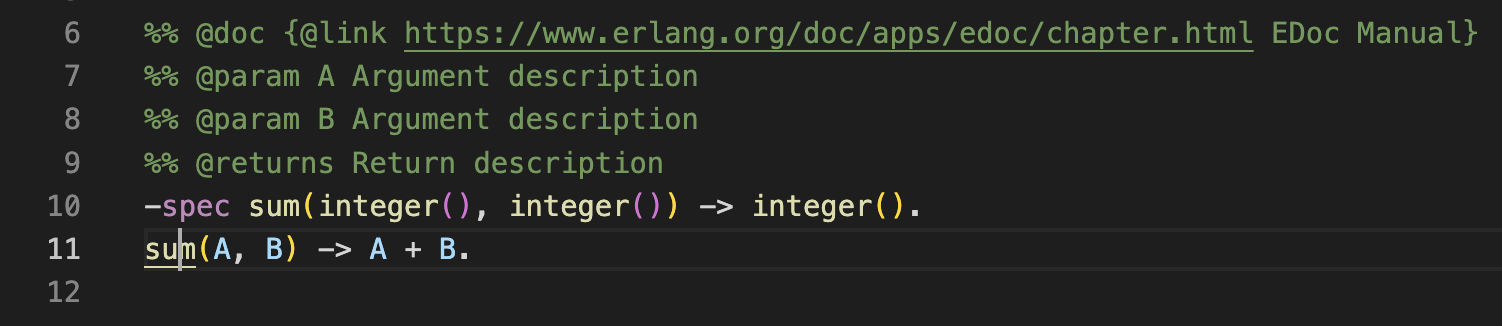 6 %% @doc {@link https://www.erlang.org/doc/apps/edoc/chapter.html EDoc Manual}
7 %% @param A Argument description
8 %% @param B Argument description
9 %% @returns Return description
10 -spec sum(integer(), integer()) -> integer().
11 sum(A, B) -> A + B.
12